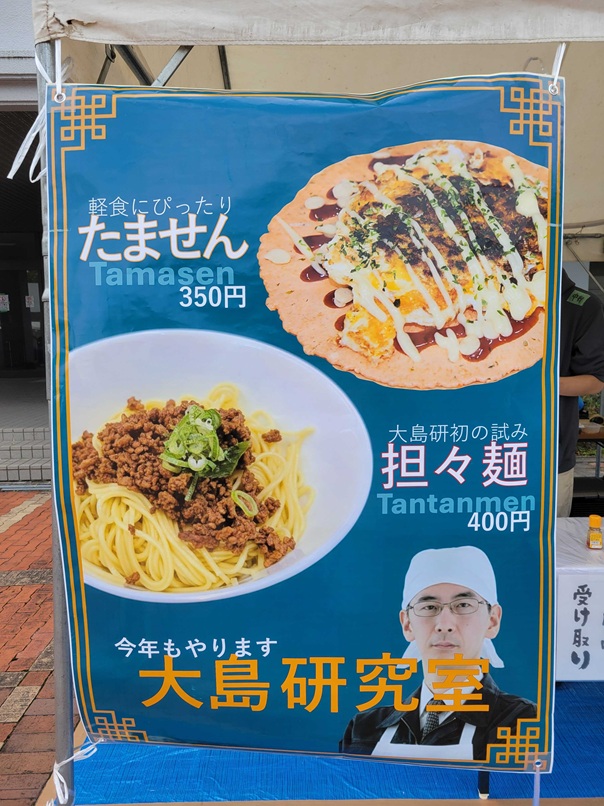 軽食にぴったり
たません
Tamasen
350円
大島研初の試み
担々麺
Tantanmen
400円
今年もやります
大島研究室
受け取り